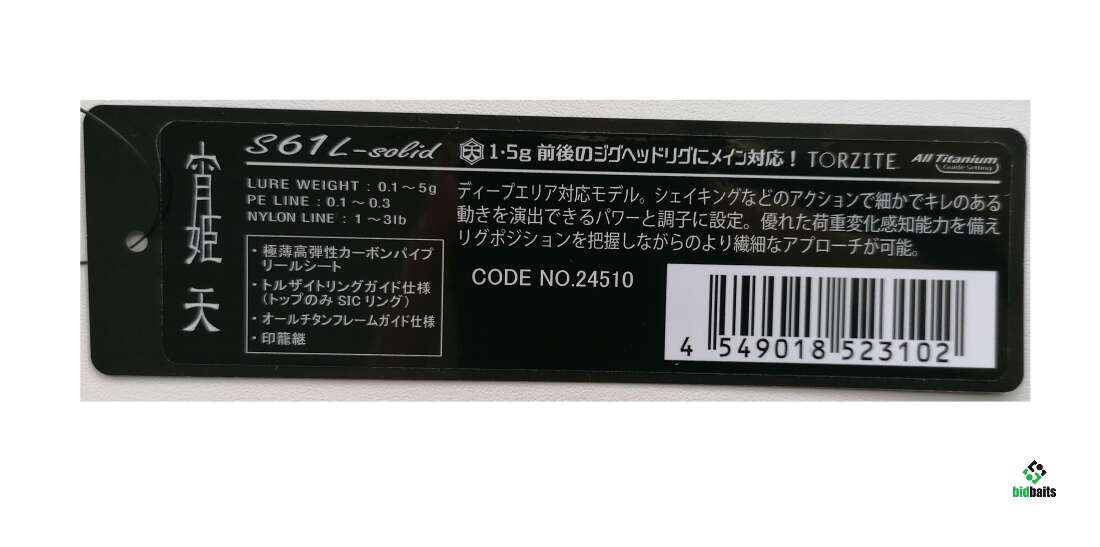 宵姫 天
S61L-solid
天 1・5g 前後のジグヘッドリグにメイン対応！ TORZITE All Titanium
Guide Setting
LURE WEIGHT : 0.1～5g
PE LINE : 0.1～0.3
NYLON LINE : 1～3lb
・極薄高弾性カーボンパイプ
リールシート
・トルザイトリングガイド仕様
（トップのみ SIC リング）
・オールチタンフレームガイド仕様
・印籠継
ディープエリア対応モデル。シェイキングなどのアクションで細かでキレのある
動きを演出できるパワーと調子に設定。優れた荷重変化感知能力を備え
リグポジションを把握しながらのより繊細なアプローチが可能。
CODE NO.24510
4 549018 523102
bidbaits